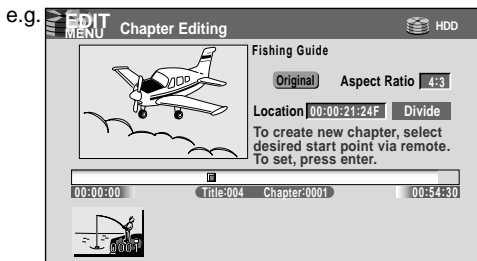 e.g.
EDIT
MENU
Chapter Editing
HDD
Fishing Guide
Original Aspect Ratio 4:3
Location 00:00:21:24F Divide
To create new chapter, select
desired start point via remote.
To set, press enter.
00:00:00 Title:004 Chapter:0001 00:54:30
0001